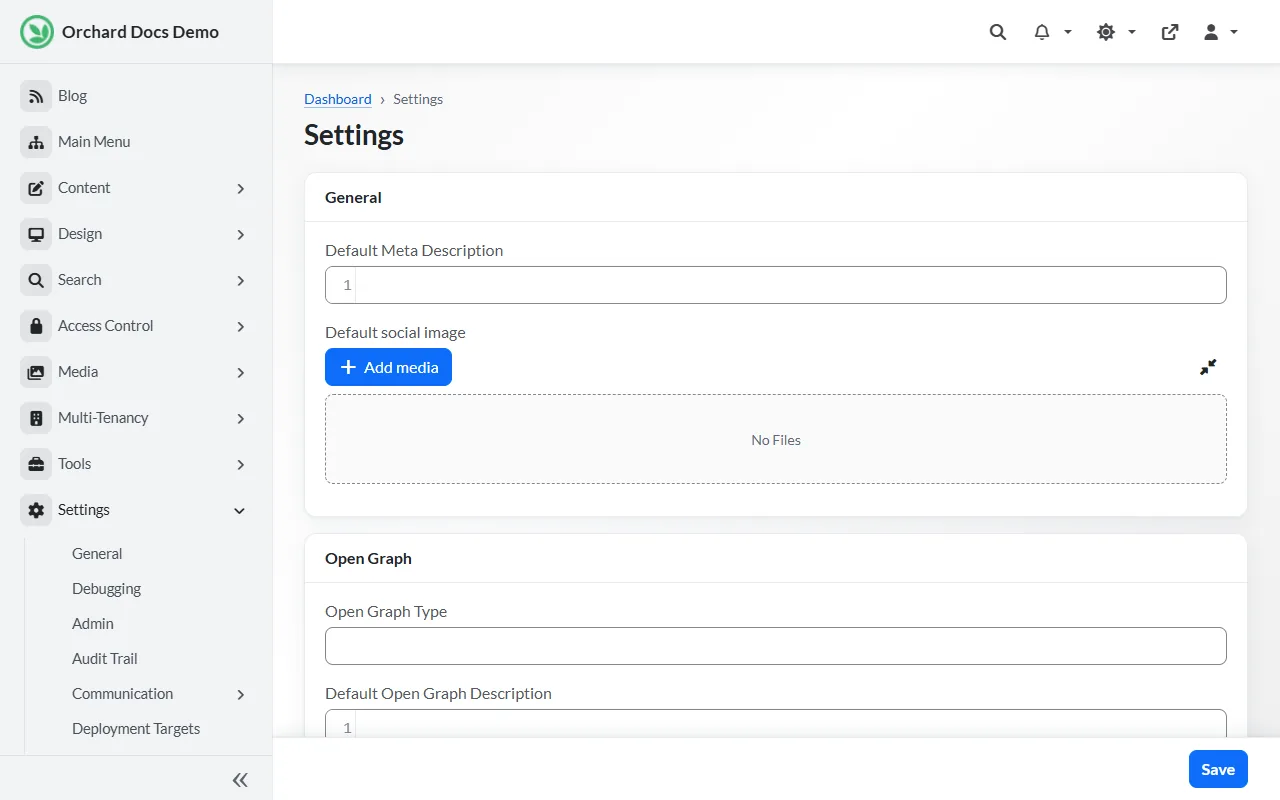 Orchard Docs Demo
Blog
Main Menu
Content
Design
Search
Access Control
Media
Multi-Tenancy
Tools
Settings
General
Debugging
Admin
Audit Trail
Communication
Deployment Targets
Dashboard › Settings
Settings
General
Default Meta Description
1
Default social image
Add media
No Files
Open Graph
Open Graph Type
Default Open Graph Description
1
Save